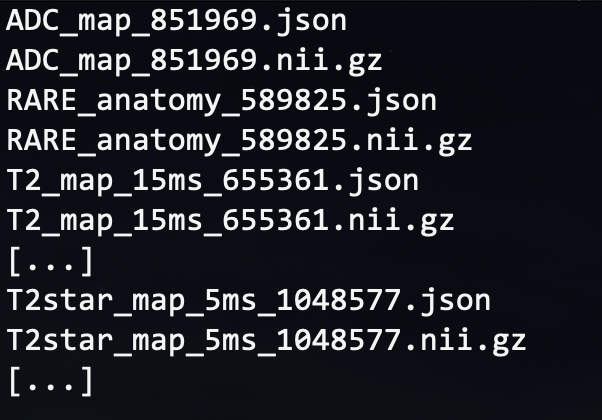 ADC_map_851969.json
ADC_map_851969.nii.gz
RARE_anatomy_589825.json
RARE_anatomy_589825.nii.gz
T2_map_15ms_655361.json
T2_map_15ms_655361.nii.gz
[...]
T2star_map_5ms_1048577.json
T2star_map_5ms_1048577.nii.gz
[...]